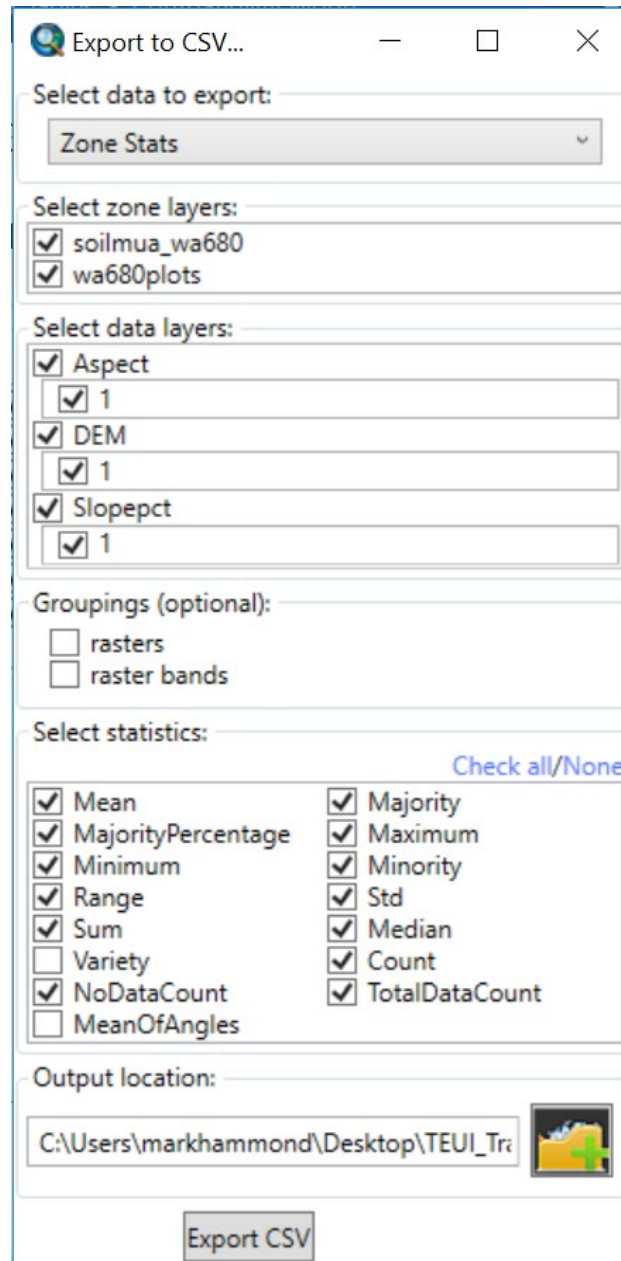 Export to CSV...
Select data to export:
Zone Stats
Select zone layers:
soilmua_wa680
wa680plots
Select data layers:
Aspect
1
DEM
1
Slopepct
1
Groupings (optional):
rasters
raster bands
Select statistics:
Check all/None
Mean Majority
MajorityPercentage Maximum
Minimum Minority
Range Std
Sum Median
Variety Count
NoDataCount TotalDataCount
MeanOfAngles
Output location:
C:\Users\markhammond\Desktop\TEUI_Tra
Export CSV